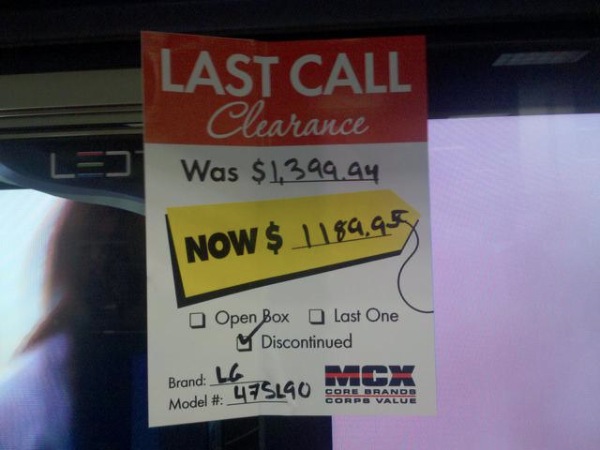 LAST CALL
Clearance
LED
Was $1,399.94
NOW $ 1189.95
Open Box Last One
Discontinued
Brand: LG
Model #: 47SL90
MCX
CORE BRANDS
CORPS VALUE